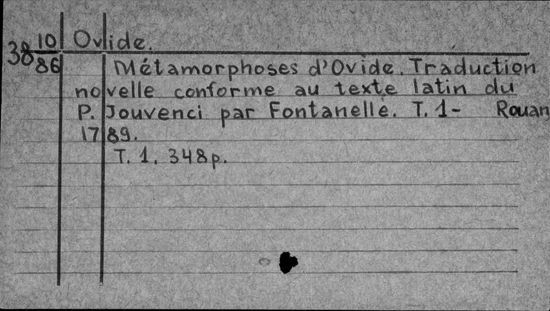 38 10/86 Ovide.
Métamorphoses d'Ovide. Traduction
novelle conforme au texte latin du
P. Jouvenci par Fontanelle. T. 1- Rouan
1789.
T. 1. 348p.